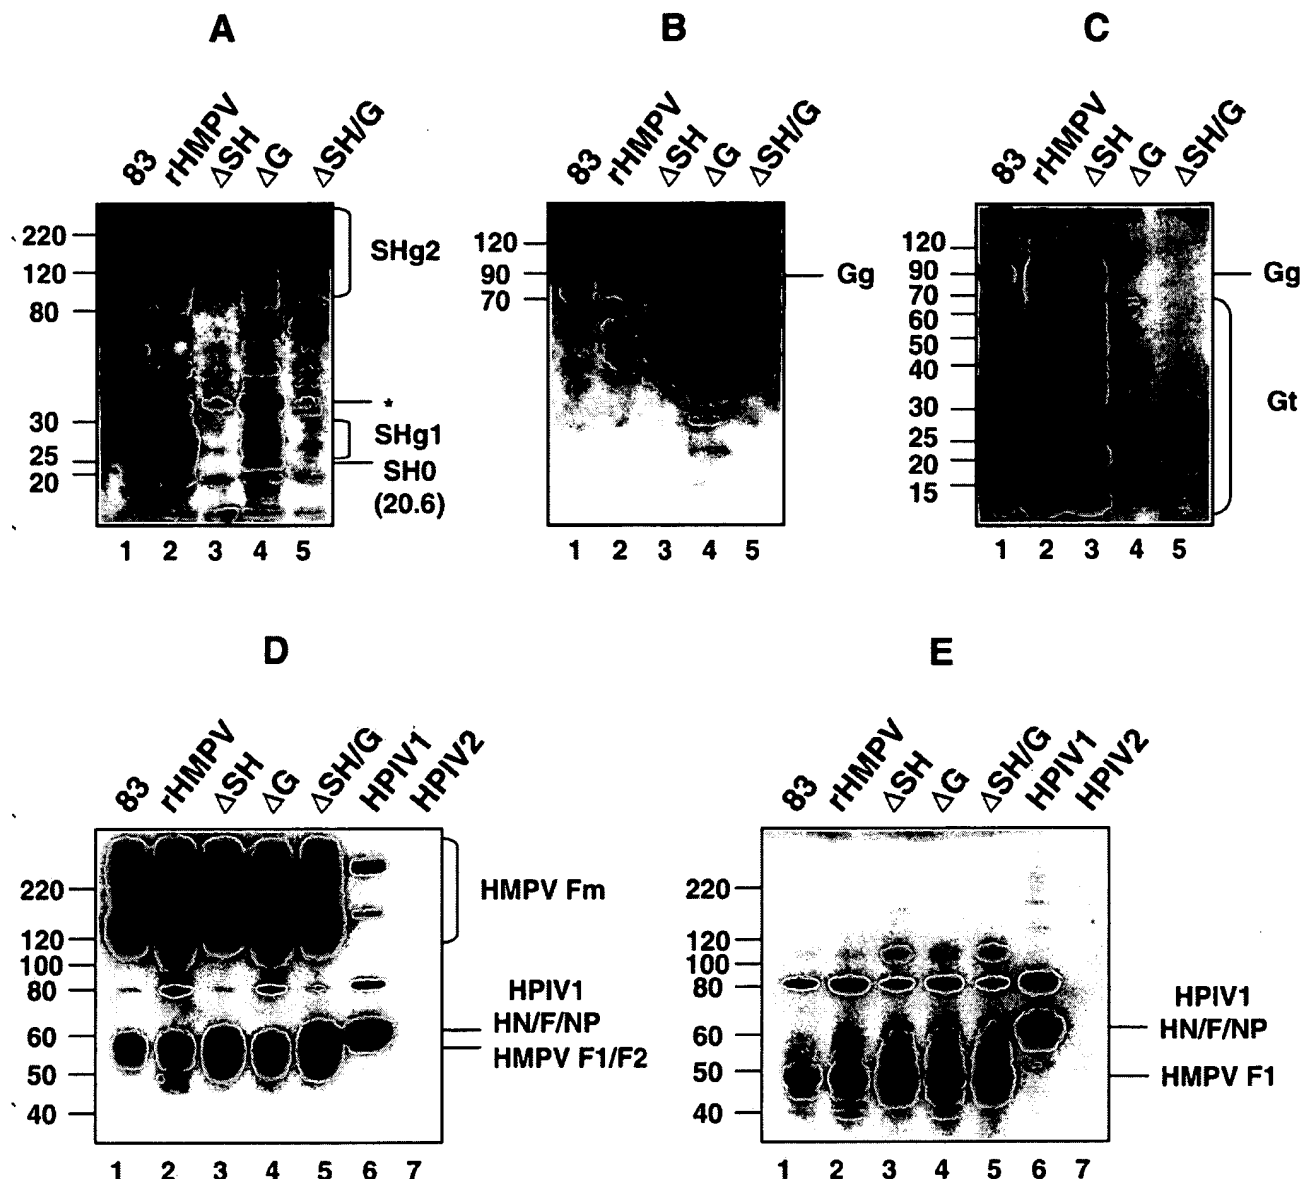 A
83 rHMPV ΔSH ΔG ΔSH/G
220
120
80
30
25
20
SHg2
*
SHg1
SH0
(20.6)
1 2 3 4 5
B
83 rHMPV ΔSH ΔG ΔSH/G
120
90
70
Gg
1 2 3 4 5
C
83 rHMPV ΔSH ΔG ΔSH/G
120
90
70
60
50
40
30
25
20
15
Gg
Gt
1 2 3 4 5
D
83 rHMPV ΔSH ΔG ΔSH/G HPIV1 HPIV2
220
120
100
80
60
50
40
HMPV Fm
HPIV1
HN/F/NP
HMPV F1/F2
1 2 3 4 5 6 7
E
83 rHMPV ΔSH ΔG ΔSH/G HPIV1 HPIV2
220
120
100
80
60
50
40
HPIV1
HN/F/NP
HMPV F1
1 2 3 4 5 6 7